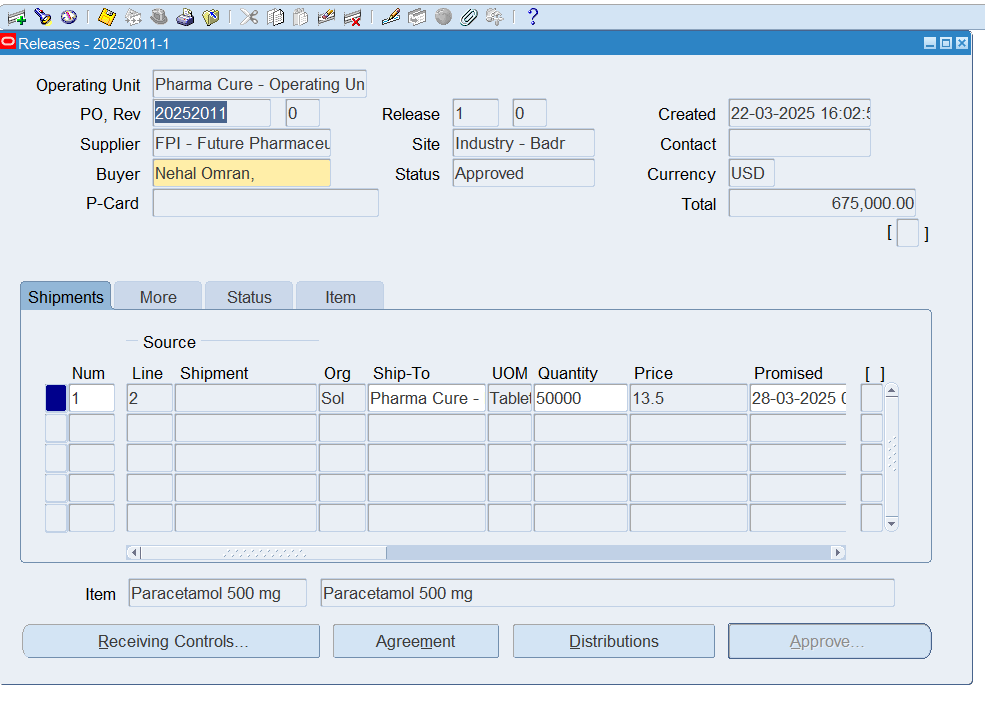 Releases - 20252011-1
Operating Unit Pharma Cure - Operating Un
PO, Rev 20252011 0 Release 1 0 Created 22-03-2025 16:02:5
Supplier FPI - Future Pharmaceu Site Industry - Badr Contact
Buyer Nehal Omran, Status Approved Currency USD
P-Card Total 675,000.00
[ ]
Shipments More Status Item
Source
Num Line Shipment Org Ship-To UOM Quantity Price Promised [ ]
1 2 Sol Pharma Cure - Tablet 50000 13.5 28-03-2025 0
Item Paracetamol 500 mg Paracetamol 500 mg
Receiving Controls... Agreement Distributions Approve...